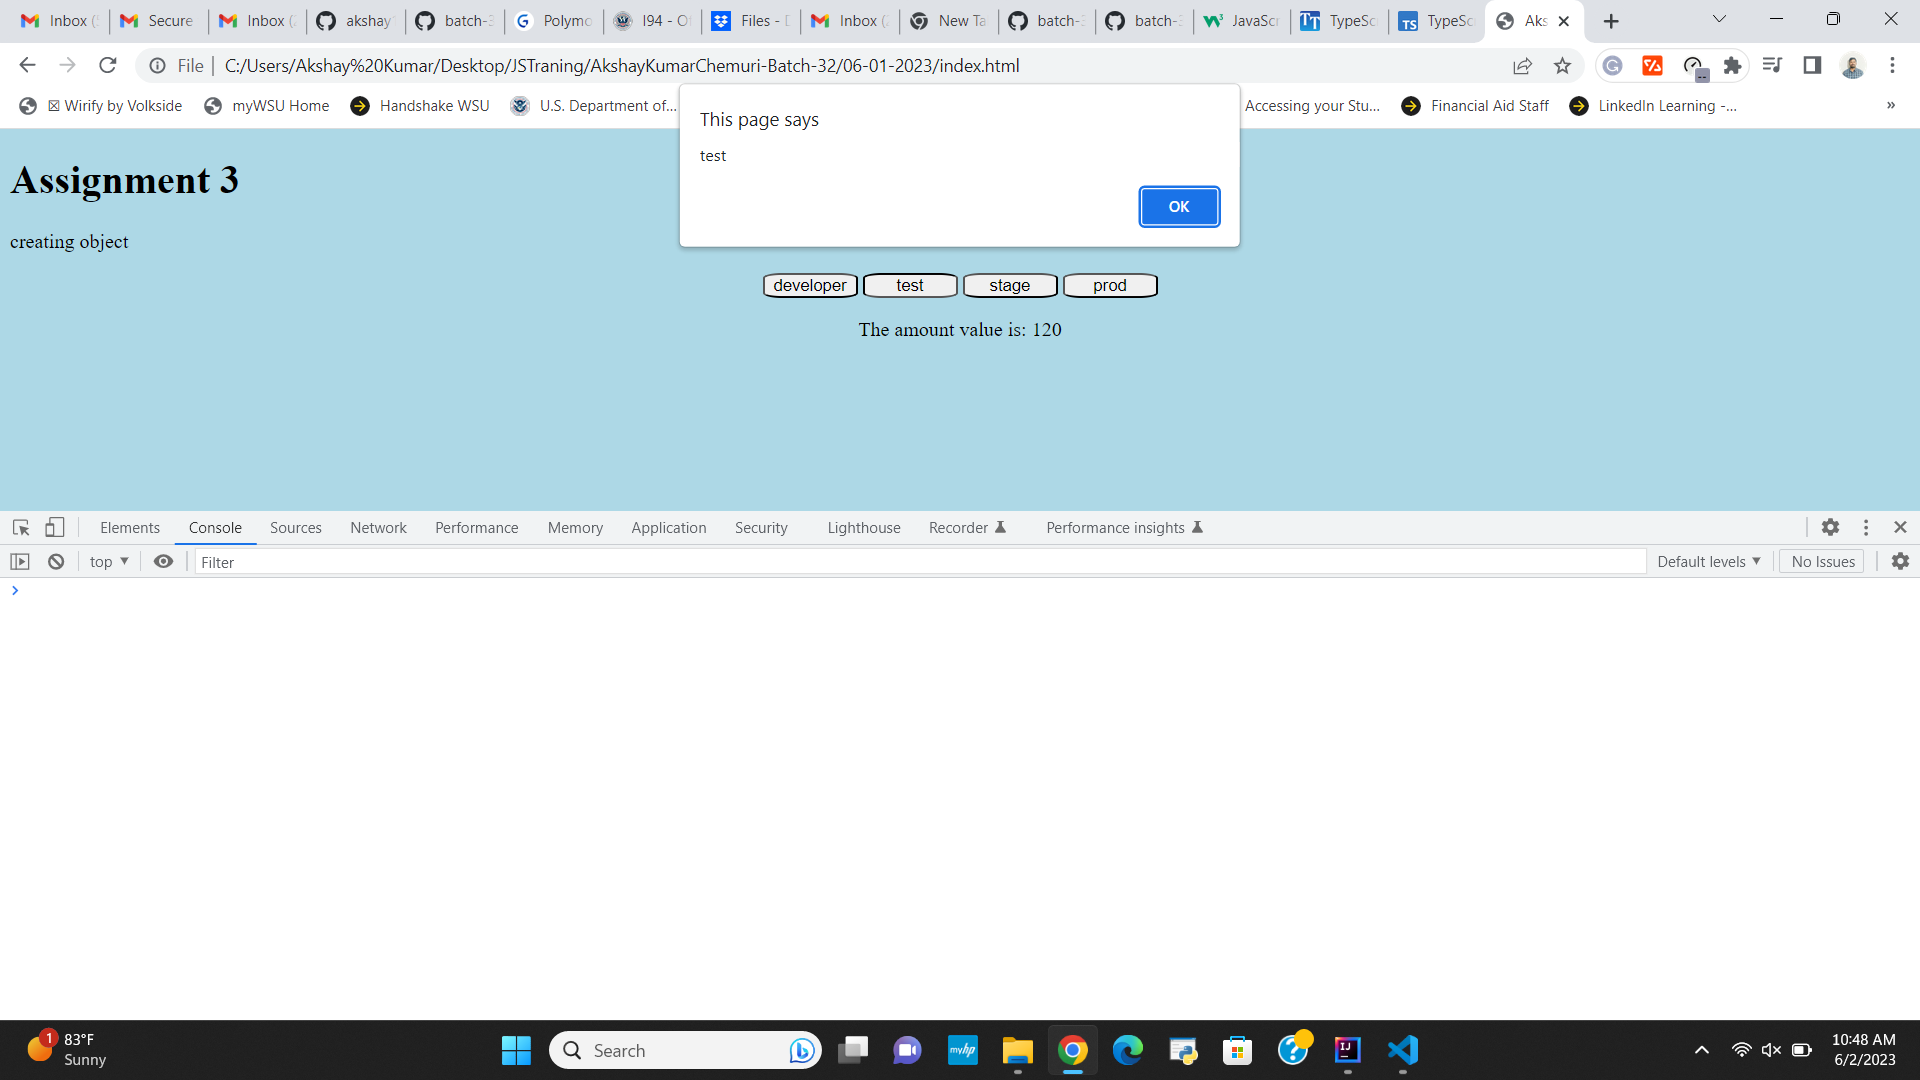 Inbox (
Secure
Inbox (
akshay
batch-3
Polymo
I94 - O
Files - D
Inbox (2
New Ta
batch-3
batch-3
JavaScr
TypeSc
TypeSc
Aks
File | C:/Users/Akshay%20Kumar/Desktop/JSTraning/AkshayKumarChemuri-Batch-32/06-01-2023/index.html
☒ Wirify by Volkside
myWSU Home
Handshake WSU
U.S. Department of...
Accessing your Stu...
Financial Aid Staff
LinkedIn Learning -...
»
This page says
test
OK
Assignment 3
creating object
developer
test
stage
prod
The amount value is: 120
Elements
Console
Sources
Network
Performance
Memory
Application
Security
Lighthouse
Recorder
Performance insights
top
Filter
Default levels
No Issues
1
83°F
Sunny
Search
myhp
10:48 AM
6/2/2023